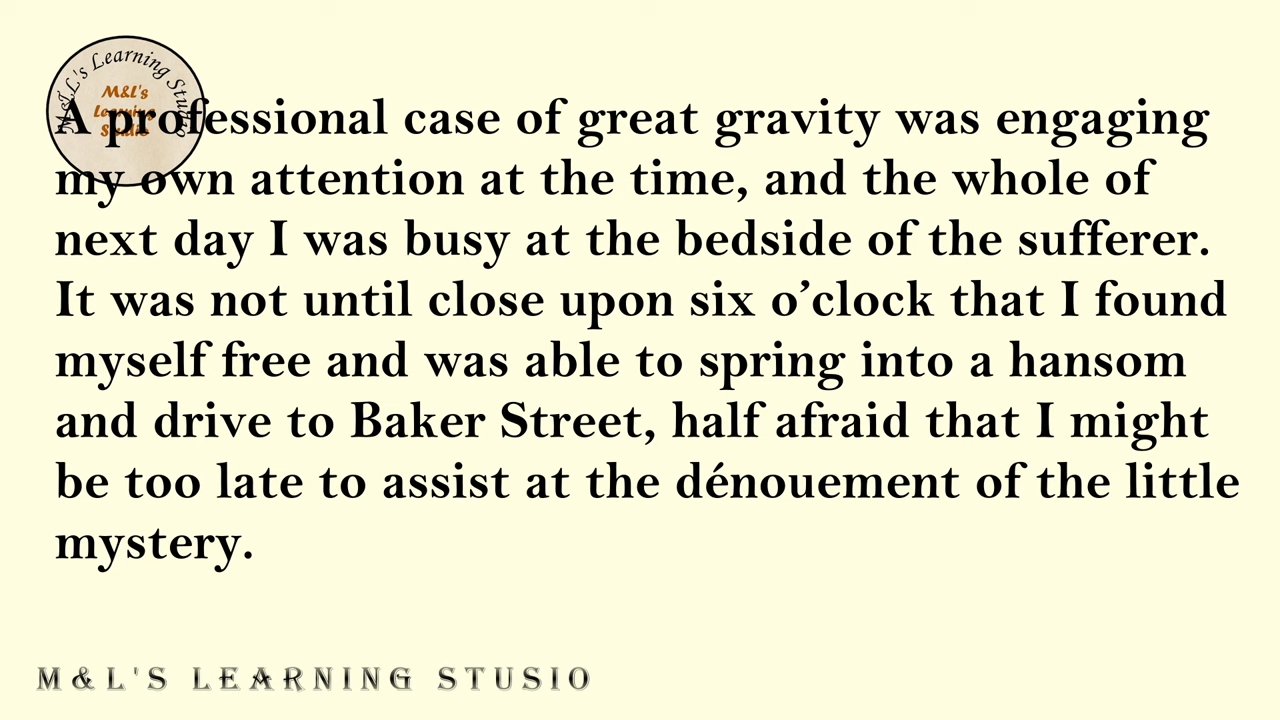 M&L's Learning Studio
M&L's
Learning
Studio
A professional case of great gravity was engaging
my own attention at the time, and the whole of
next day I was busy at the bedside of the sufferer.
It was not until close upon six o’clock that I found
myself free and was able to spring into a hansom
and drive to Baker Street, half afraid that I might
be too late to assist at the dénouement of the little
mystery.
M&L'S LEARNING STUSIO